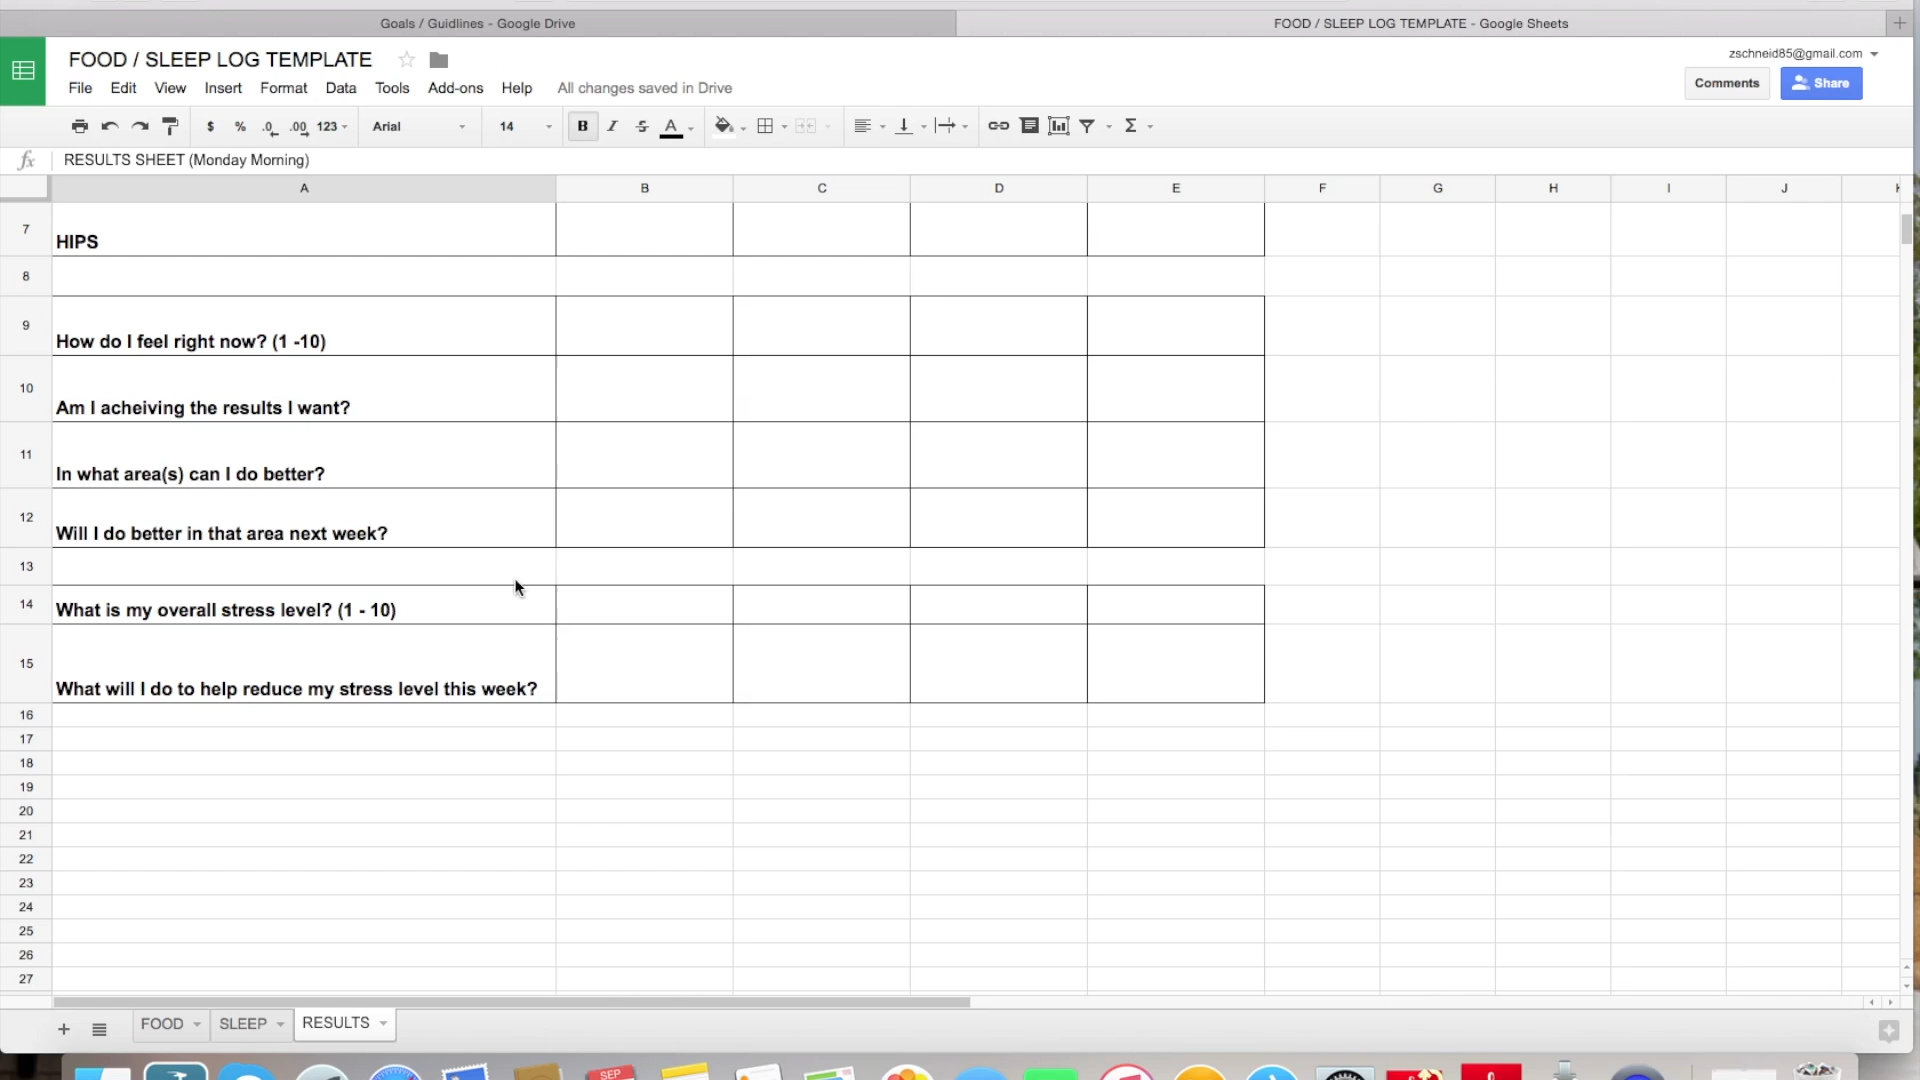 Goals / Guidlines - Google Drive
FOOD / SLEEP LOG TEMPLATE - Google Sheets
FOOD / SLEEP LOG TEMPLATE
zschneid85@gmail.com
File Edit View Insert Format Data Tools Add-ons Help All changes saved in Drive
Comments
Share
$ % .0 .00 123 Arial 14 B I S A Σ
fx RESULTS SHEET (Monday Morning)
A B C D E F G H I J
7 HIPS
8
9 How do I feel right now? (1 -10)
10 Am I acheiving the results I want?
11 In what area(s) can I do better?
12 Will I do better in that area next week?
13
14 What is my overall stress level? (1 - 10)
15 What will I do to help reduce my stress level this week?
16
17
18
19
20
21
22
23
24
25
26
27
+ FOOD SLEEP RESULTS
SEP